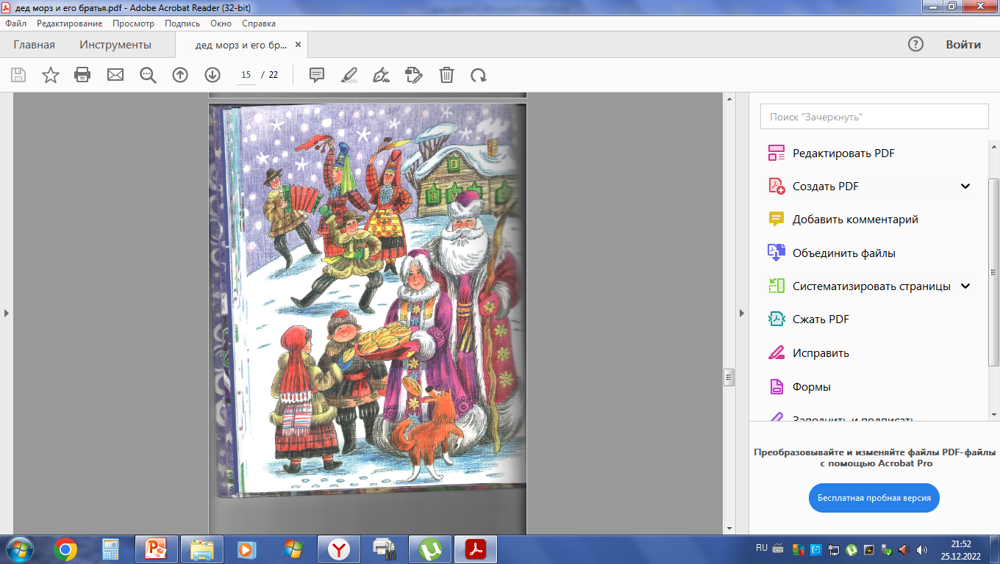 дед морз и его братья.pdf - Adobe Acrobat Reader (32-bit)
Файл Редактирование Просмотр Подпись Окно Справка
Главная Инструменты дед морз и его бр... ×
? Войти
15 / 22
Поиск "Зачеркнуть"
Редактировать PDF
Создать PDF
Добавить комментарий
Объединить файлы
Систематизировать страницы
Сжать PDF
Исправить
Формы
Заполнить и подписать
Преобразовывайте и изменяйте файлы PDF-файлы
с помощью Acrobat Pro
Бесплатная пробная версия
RU
21:52
25.12.2022